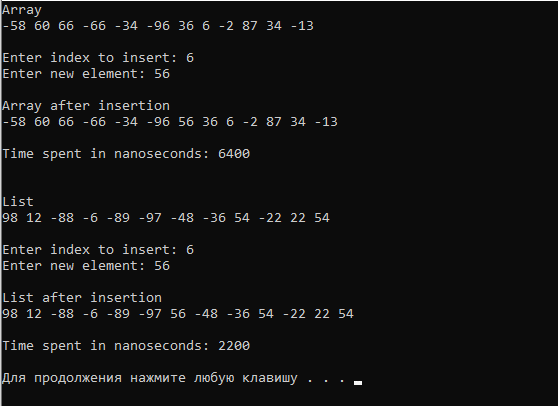 Array
-58 60 66 -66 -34 -96 36 6 -2 87 34 -13
Enter index to insert: 6
Enter new element: 56
Array after insertion
-58 60 66 -66 -34 -96 56 36 6 -2 87 34 -13
Time spent in nanoseconds: 6400
List
98 12 -88 -6 -89 -97 -48 -36 54 -22 22 54
Enter index to insert: 6
Enter new element: 56
List after insertion
98 12 -88 -6 -89 -97 56 -48 -36 54 -22 22 54
Time spent in nanoseconds: 2200
Для продолжения нажмите любую клавишу . . .